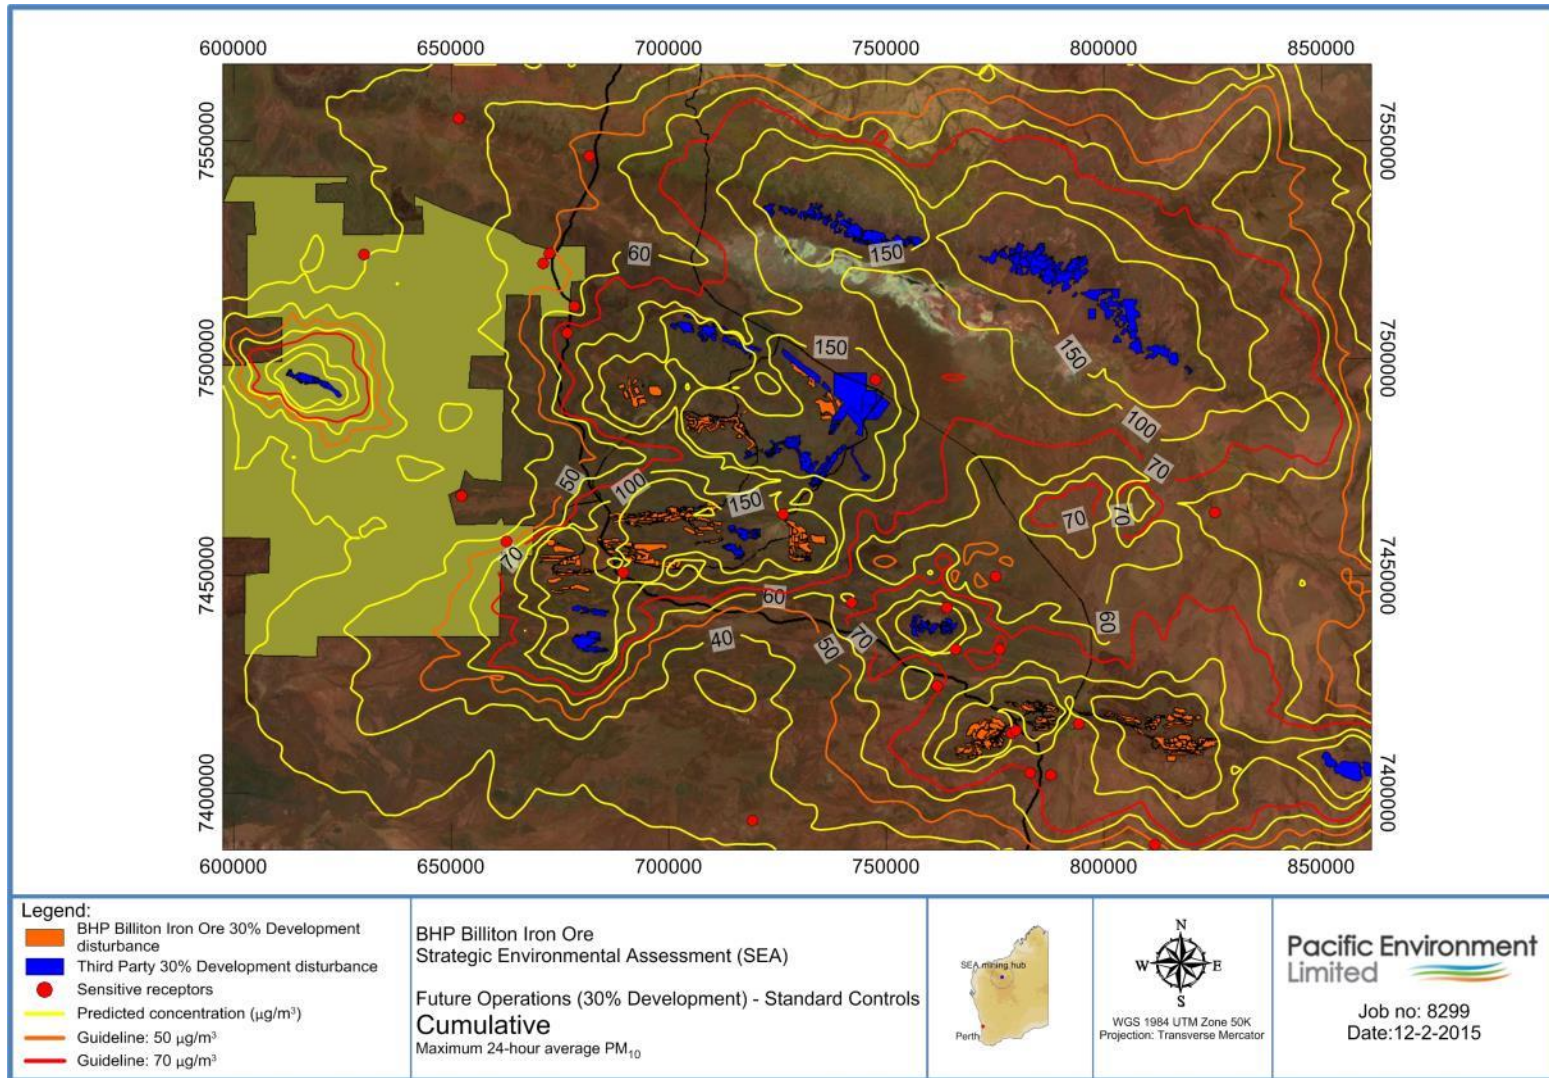 600000 650000 700000 750000 800000 850000
7550000
7500000
7450000
7400000
7550000
7500000
7450000
7400000
60
150
150
150
100
70
50
100
150
70
70
70
60
60
40
50
70
600000 650000 700000 750000 800000 850000
Legend:
BHP Billiton Iron Ore 30% Development
disturbance
Third Party 30% Development disturbance
Sensitive receptors
Predicted concentration (µg/m³)
Guideline: 50 µg/m³
Guideline: 70 µg/m³
BHP Billiton Iron Ore
Strategic Environmental Assessment (SEA)
Future Operations (30% Development) - Standard Controls
Cumulative
Maximum 24-hour average PM₁₀
SEA mining hub
Perth
N
W E
S
WGS 1984 UTM Zone 50K
Projection: Transverse Mercator
Pacific Environment
Limited
Job no: 8299
Date:12-2-2015